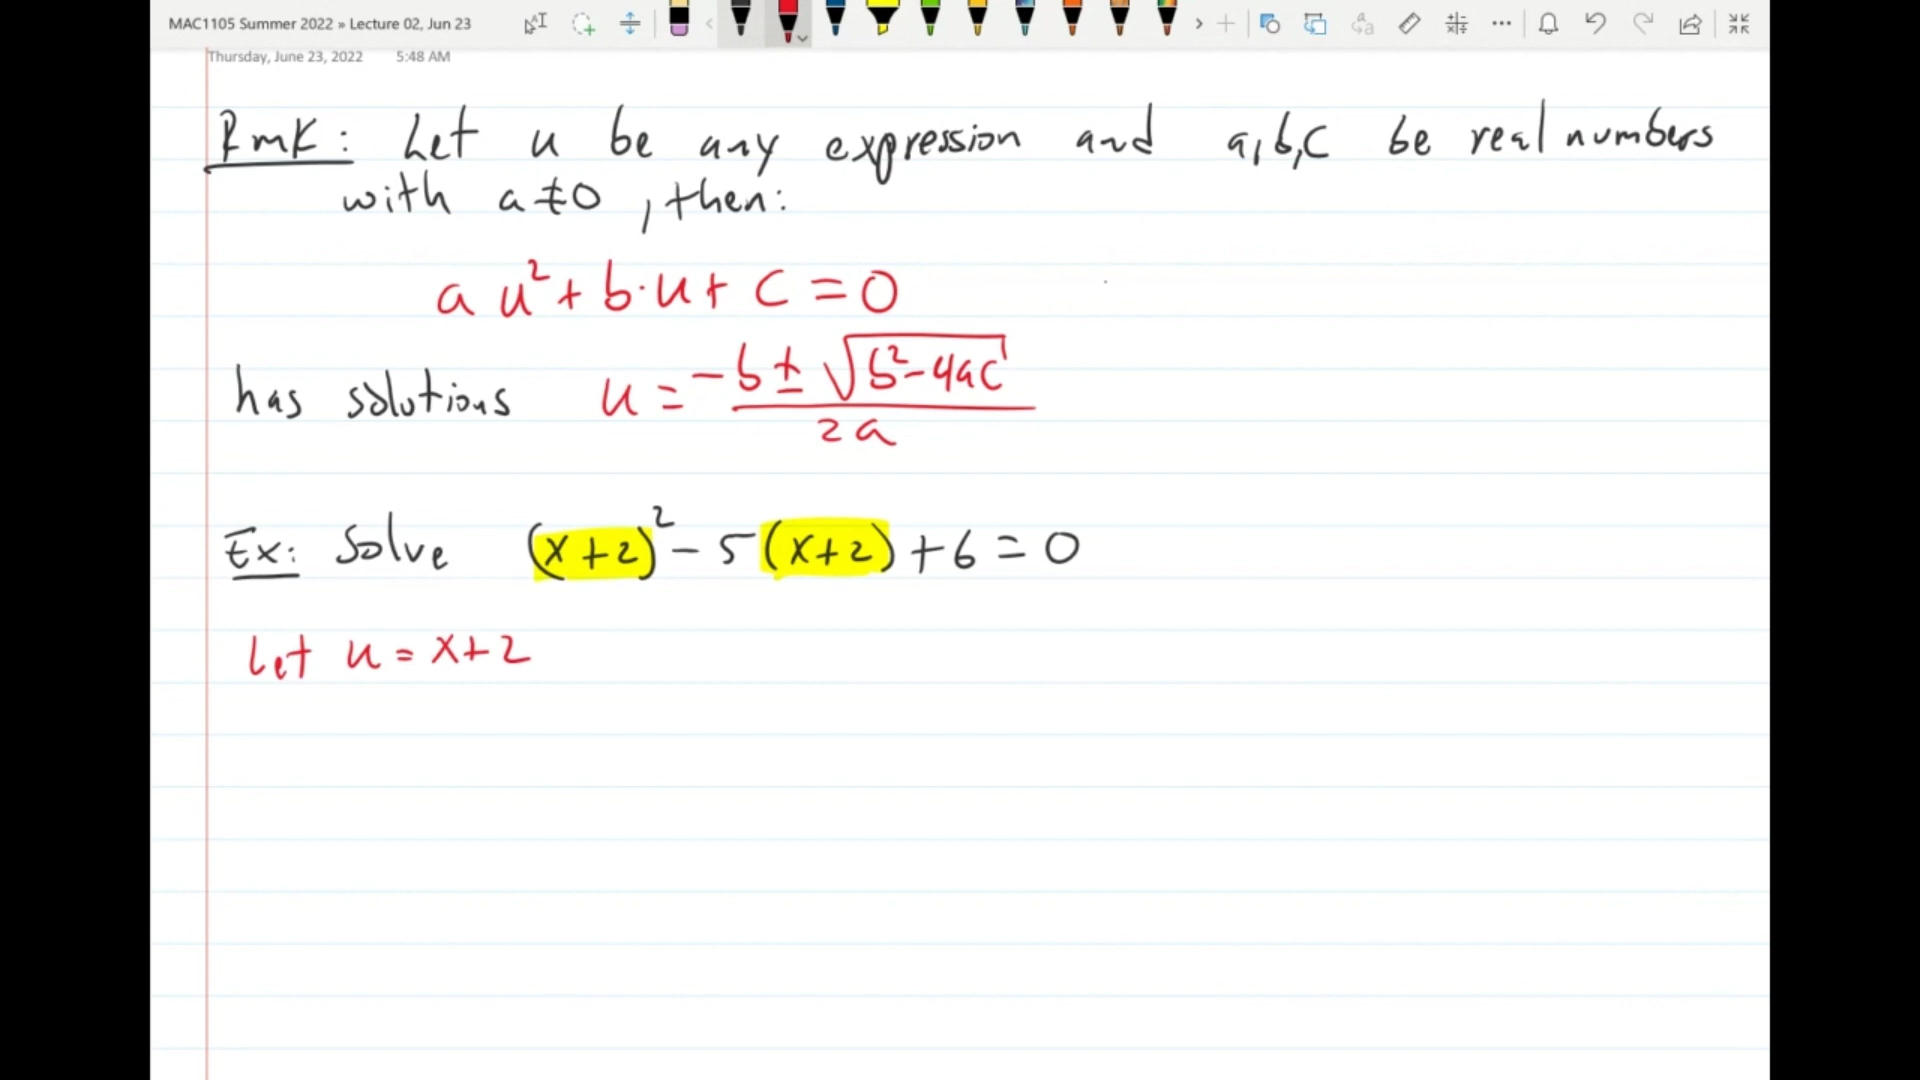 MAC1105 Summer 2022 » Lecture 02, Jun 23
Thursday, June 23, 2022 5:48 AM
Rmk: Let u be any expression and a,b,c be real numbers
with a ≠ 0, then:
a u² + b·u + c = 0
has solutions u = (-b ± √(b²-4ac)) / 2a
Ex: Solve (x+2)² - 5(x+2) + 6 = 0
Let u = x+2